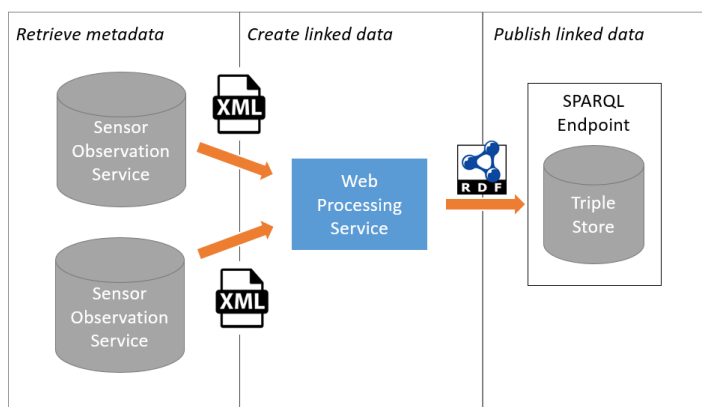 Retrieve metadata
Create linked data
Publish linked data
XML
Sensor
Observation
Service
SPARQL
Endpoint
Web
Processing
Service
RDF
Triple
Store
Sensor
Observation
Service
XML